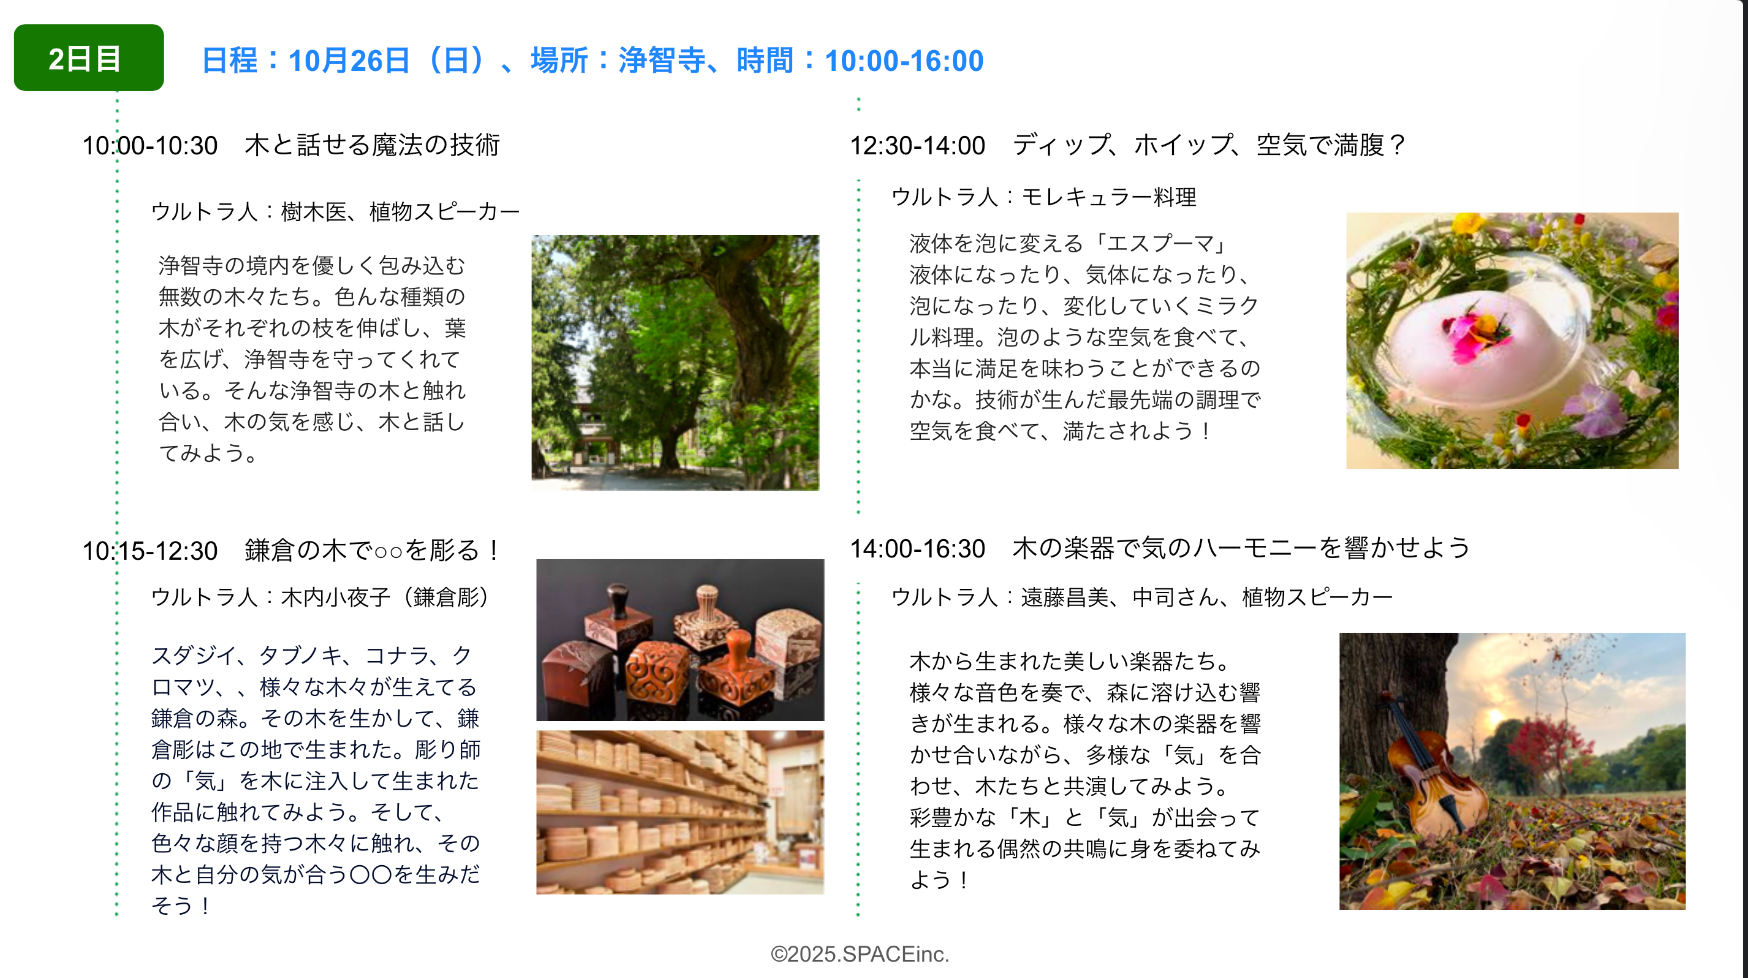 2日目
日程：10月26日（日）、場所：浄智寺、時間：10:00-16:00
10:00-10:30　木と話せる魔法の技術
ウルトラ人：樹木医、植物スピーカー
浄智寺の境内を優しく包み込む
無数の木々たち。色んな種類の
木がそれぞれの枝を伸ばし、葉
を広げ、浄智寺を守ってくれて
いる。そんな浄智寺の木と触れ
合い、木の気を感じ、木と話し
てみよう。
10:15-12:30　鎌倉の木で○○を彫る！
ウルトラ人：木内小夜子（鎌倉彫）
スダジイ、タブノキ、コナラ、ク
ロマツ、、様々な木々が生えてる
鎌倉の森。その木を生かして、鎌
倉彫はこの地で生まれた。彫り師
の「気」を木に注入して生まれた
作品に触れてみよう。そして、
色々な顔を持つ木々に触れ、その
木と自分の気が合う〇〇を生みだ
そう！
12:30-14:00　ディップ、ホイップ、空気で満腹？
ウルトラ人：モレキュラー料理
液体を泡に変える「エスプーマ」
液体になったり、気体になったり、
泡になったり、変化していくミラク
ル料理。泡のような空気を食べて、
本当に満足を味わうことができるの
かな。技術が生んだ最先端の調理で
空気を食べて、満たされよう！
14:00-16:30　木の楽器で気のハーモニーを響かせよう
ウルトラ人：遠藤昌美、中司さん、植物スピーカー
木から生まれた美しい楽器たち。
様々な音色を奏で、森に溶け込む響
きが生まれる。様々な木の楽器を響
かせ合いながら、多様な「気」を合
わせ、木たちと共演してみよう。
彩豊かな「木」と「気」が出会って
生まれる偶然の共鳴に身を委ねてみ
よう！
©2025.SPACEinc.